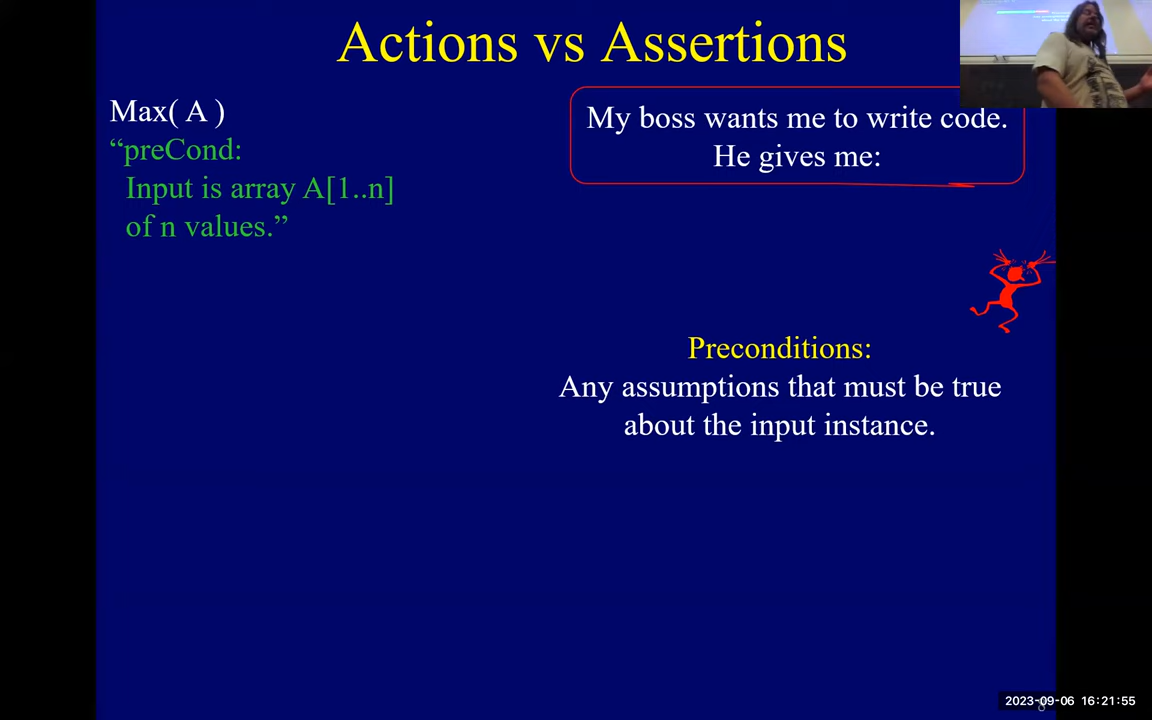 Actions vs Assertions
Max( A )
“preCond:
Input is array A[1..n]
of n values.”
My boss wants me to write code.
He gives me:
Preconditions:
Any assumptions that must be true
about the input instance.
2023-09-06 16:21:55